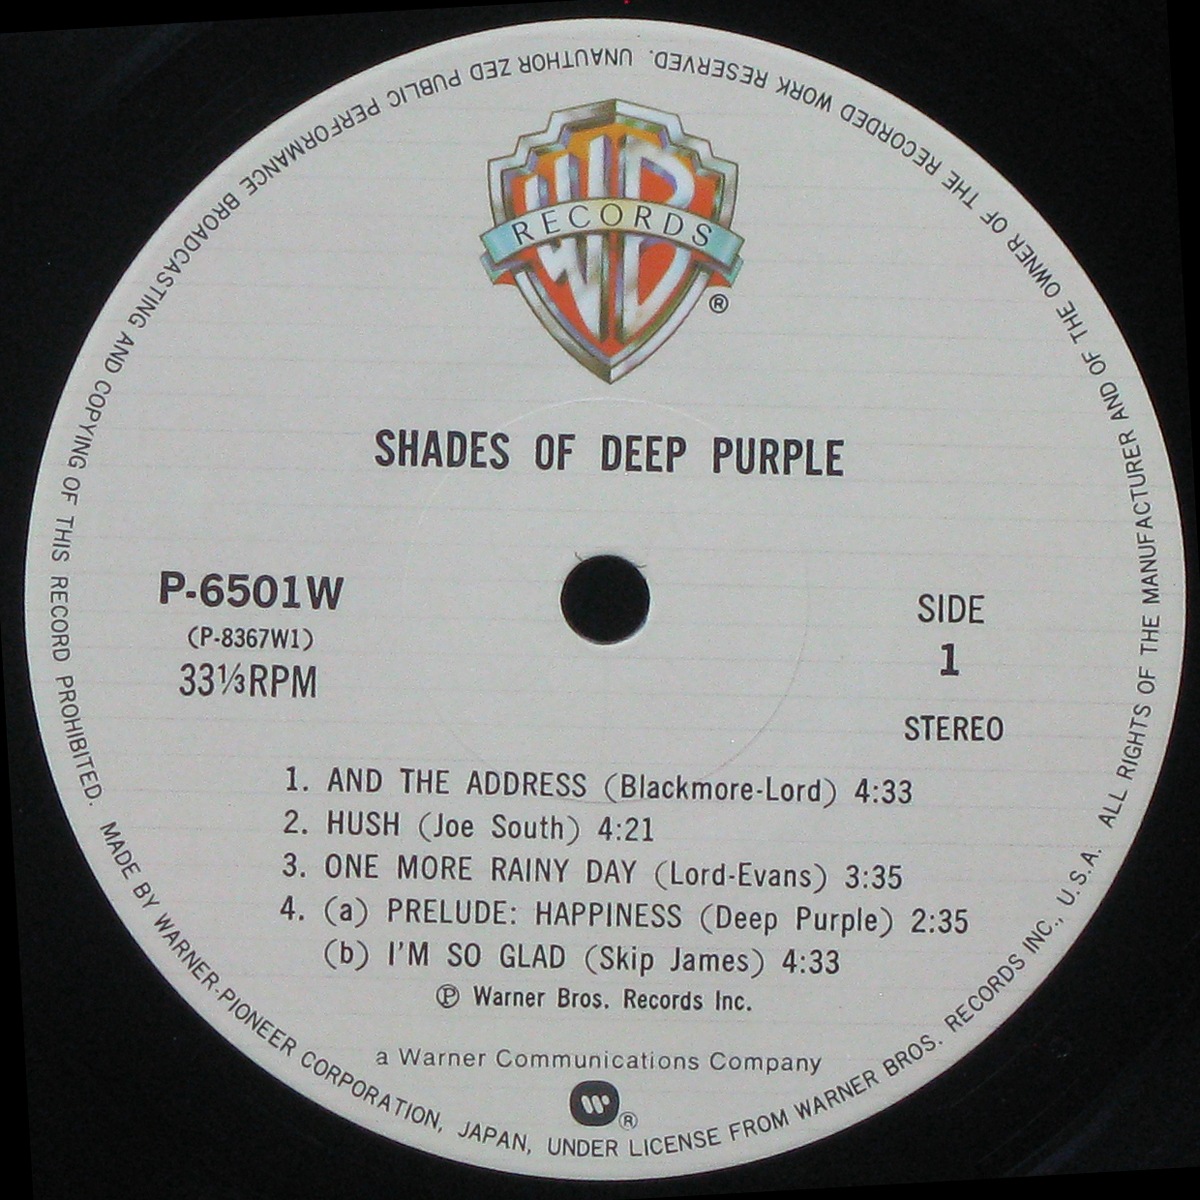 WB
RECORDS
®
SHADES OF DEEP PURPLE
P-6501W
(P-8367W1)
33⅓RPM
SIDE
1
STEREO
1. AND THE ADDRESS (Blackmore-Lord) 4:33
2. HUSH (Joe South) 4:21
3. ONE MORE RAINY DAY (Lord-Evans) 3:35
4. (a) PRELUDE: HAPPINESS (Deep Purple) 2:35
(b) I'M SO GLAD (Skip James) 4:33
Ⓟ Warner Bros. Records Inc.
a Warner Communications Company
®
MADE BY WARNER-PIONEER CORPORATION, JAPAN, UNDER LICENSE FROM WARNER BROS. RECORDS INC., U.S.A. ALL RIGHTS OF THE MANUFACTURER AND OF THE OWNER OF THE RECORDED WORK RESERVED. UNAUTHOR ZED PUBLIC PERFORMANCE BROADCASTING AND COPYING OF THIS RECORD PROHIBITED.